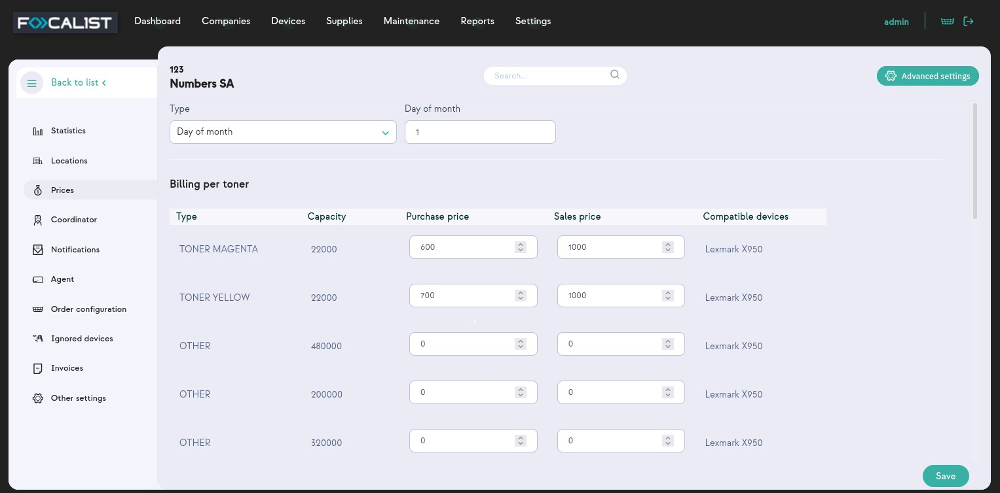 FOCALIST Dashboard Companies Devices Supplies Maintenance Reports Settings admin
Back to list
Statistics
Locations
Prices
Coordinator
Notifications
Agent
Order configuration
Ignored devices
Invoices
Other settings
123
Numbers SA
Search...
Advanced settings
Type Day of month
Day of month 1
Billing per toner
Type Capacity Purchase price Sales price Compatible devices
TONER MAGENTA 22000 600 1000 Lexmark X950
TONER YELLOW 22000 700 1000 Lexmark X950
OTHER 480000 0 0 Lexmark X950
OTHER 200000 0 0 Lexmark X950
OTHER 320000 0 0 Lexmark X950
Save